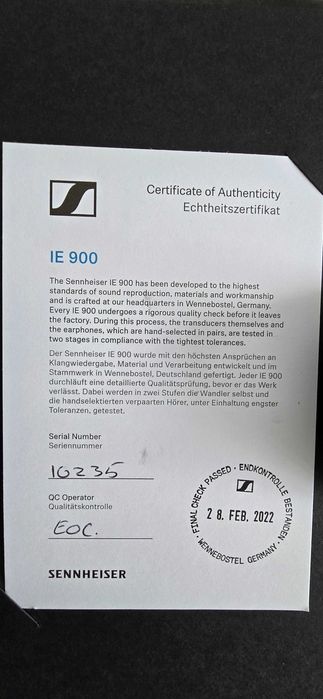 Certificate of Authenticity
Echtheitszertifikat
IE 900
The Sennheiser IE 900 has been developed to the highest
standards of sound reproduction, materials and workmanship
and is crafted at our headquarters in Wennebostel, Germany.
Every IE 900 undergoes a rigorous quality check before it leaves
the factory. During this process, the transducers themselves and
the earphones, which are hand-selected in pairs, are tested in
two stages in compliance with the tightest tolerances.
Der Sennheiser IE 900 wurde mit den höchsten Ansprüchen an
Klangwiedergabe, Material und Verarbeitung entwickelt und im
Stammwerk in Wennebostel, Deutschland gefertigt. Jeder IE 900
durchläuft eine detaillierte Qualitätsprüfung, bevor er das Werk
verlässt. Dabei werden in zwei Stufen die Wandler selbst und
die handselektierten verpaarten Hörer, unter Einhaltung engster
Toleranzen, getestet.
Serial Number
Seriennummer
10235
QC Operator
Qualitätskontrolle
EOC.
FINAL CHECK PASSED · ENDKONTROLLE BESTANDEN
28. FEB. 2022
· WENNEBOSTEL GERMANY ·
SENNHEISER